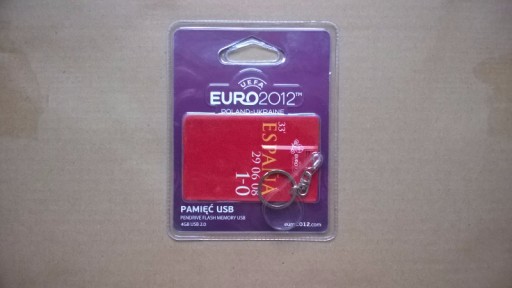 UEFA
EURO2012™
POLAND-UKRAINE
33'
ESPAÑA
29 06 08
1-0
PAMIĘĆ USB
PENDRIVE FLASH MEMORY USB
4GB USB 2.0
euro2012.com